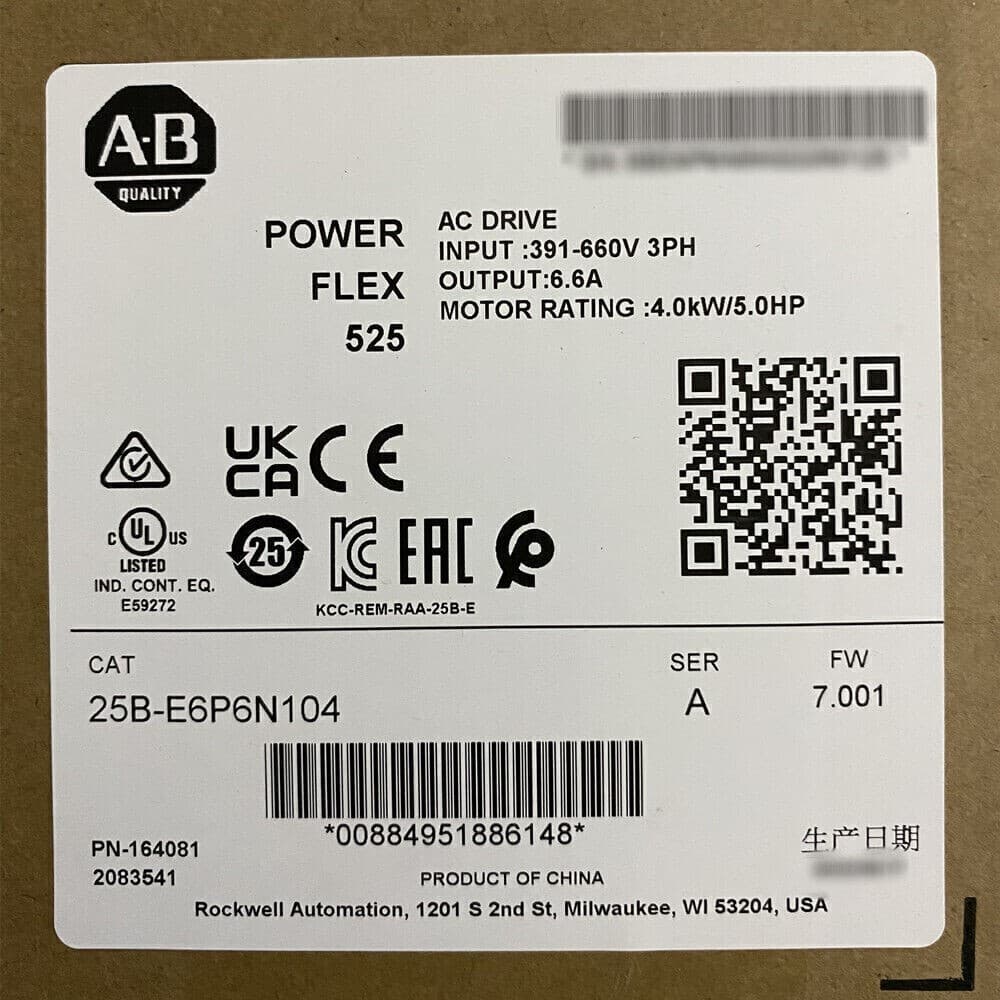 A-B
QUALITY
POWER
FLEX
525
AC DRIVE
INPUT :391-660V 3PH
OUTPUT:6.6A
MOTOR RATING :4.0kW/5.0HP
UK
CA
CE
C UL US
LISTED
IND. CONT. EQ.
E59272
25
KC
EAC
KCC-REM-RAA-25B-E
CAT
25B-E6P6N104
SER
A
FW
7.001
*00884951886148*
PN-164081
2083541
生产日期
PRODUCT OF CHINA
Rockwell Automation, 1201 S 2nd St, Milwaukee, WI 53204, USA